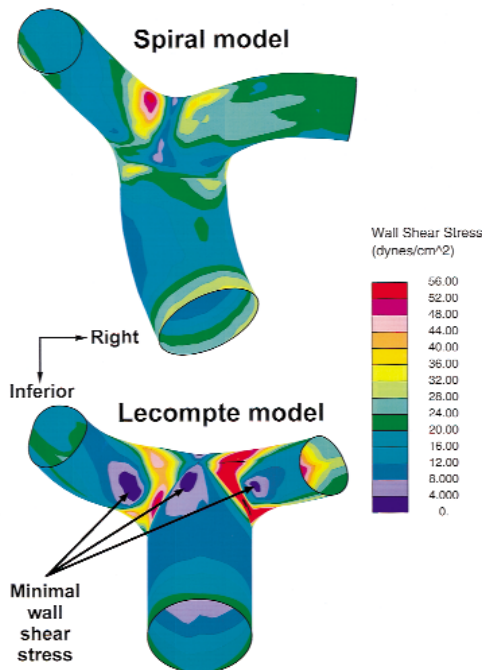 Spiral model
Wall Shear Stress
(dynes/cm^2)
56.00
52.00
48.00
44.00
40.00
36.00
32.00
28.00
24.00
20.00
16.00
12.00
8.000
4.000
0.
Right
Inferior
Lecompte model
Minimal
wall
shear
stress